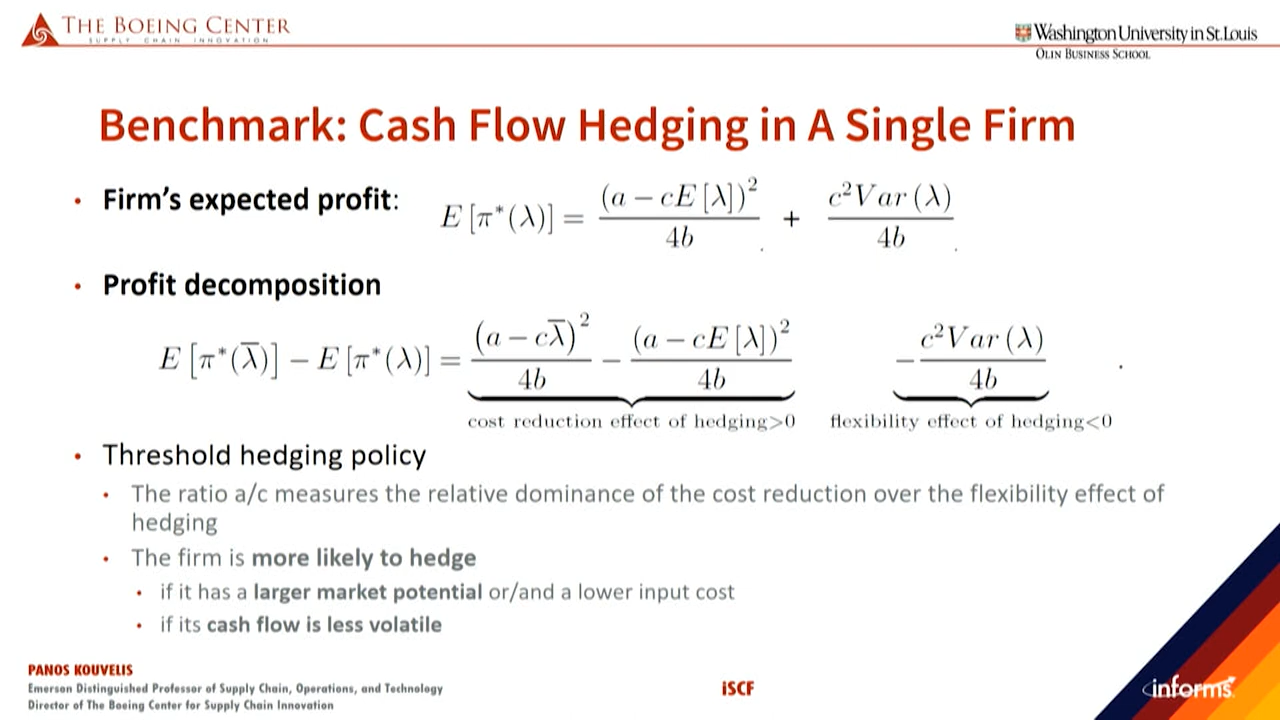 THE BOEING CENTER
SUPPLY CHAIN INNOVATION
Washington University in St. Louis
OLIN BUSINESS SCHOOL
Benchmark: Cash Flow Hedging in A Single Firm
• Firm's expected profit: E[π*(λ)] = (a − cE[λ])² / 4b + c²Var(λ) / 4b
• Profit decomposition
E[π*(λ̅)] − E[π*(λ)] = (a − cλ̅)² / 4b − (a − cE[λ])² / 4b − c²Var(λ) / 4b .
cost reduction effect of hedging>0 flexibility effect of hedging<0
• Threshold hedging policy
• The ratio a/c measures the relative dominance of the cost reduction over the flexibility effect of
hedging
• The firm is more likely to hedge
• if it has a larger market potential or/and a lower input cost
• if its cash flow is less volatile
PANOS KOUVELIS
Emerson Distinguished Professor of Supply Chain, Operations, and Technology
Director of The Boeing Center for Supply Chain Innovation
iSCF
informs